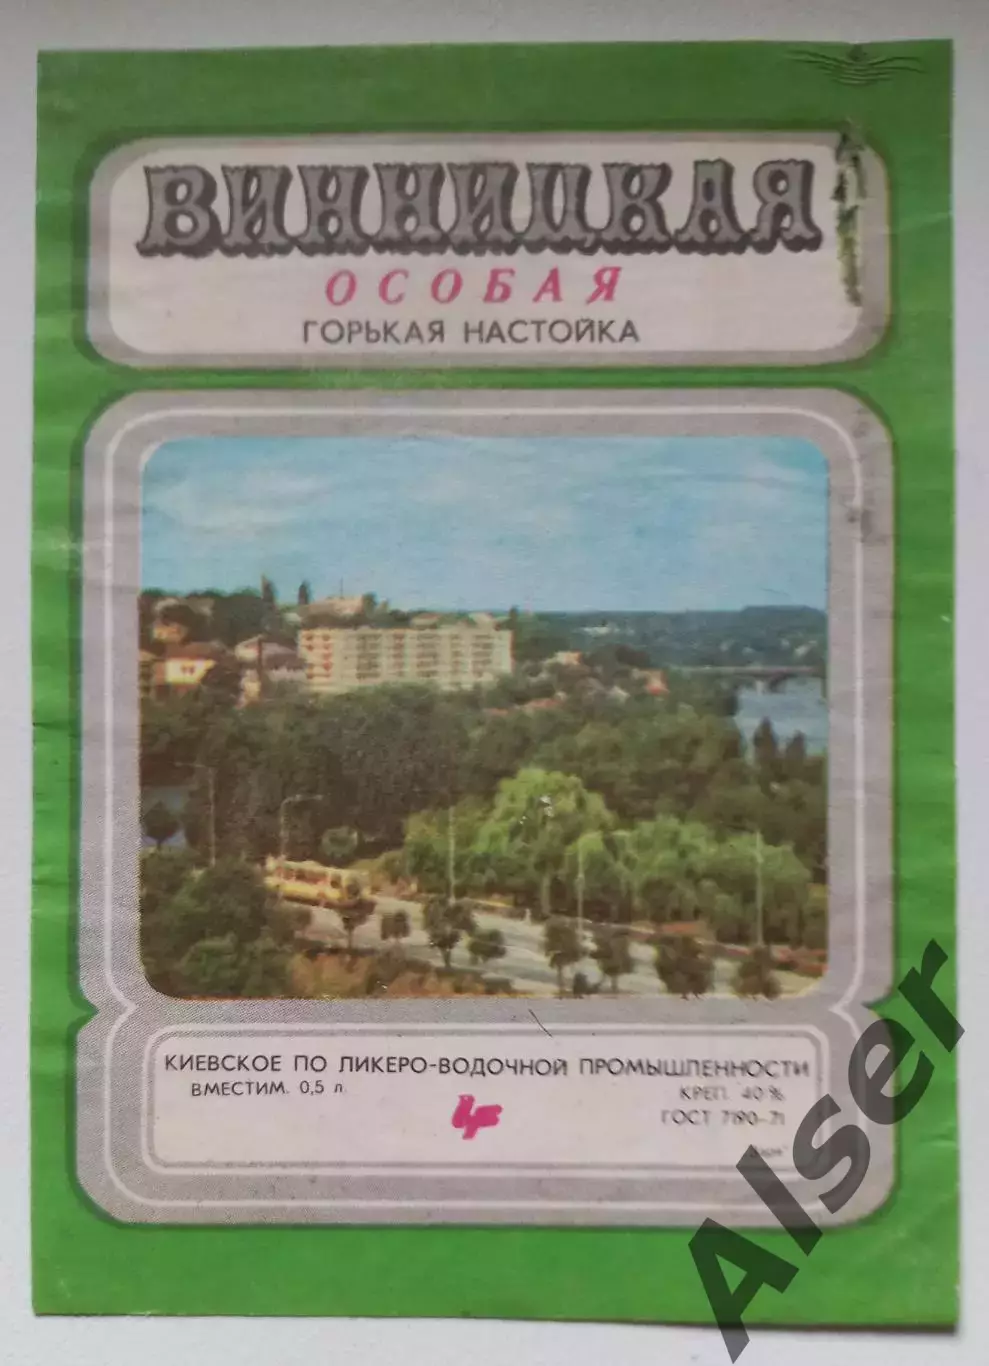 ВИННИЦКАЯ
ОСОБАЯ
ГОРЬКАЯ НАСТОЙКА
КИЕВСКОЕ ПО ЛИКЕРО-ВОДОЧНОЙ ПРОМЫШЛЕННОСТИ
ВМЕСТИМ. 0,5 л.
КРЕП. 40%
ГОСТ 7190-71
Alser